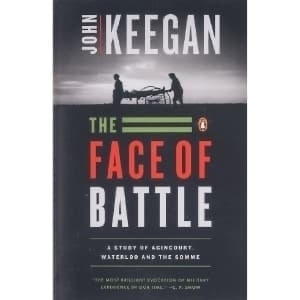 JOHN
KEEGAN
THE
FACE OF
BATTLE
A STUDY OF AGINCOURT,
WATERLOO AND THE SOMME
"THE MOST BRILLIANT EVOCATION OF MILITARY
EXPERIENCE IN OUR TIME."—C. P. SNOW